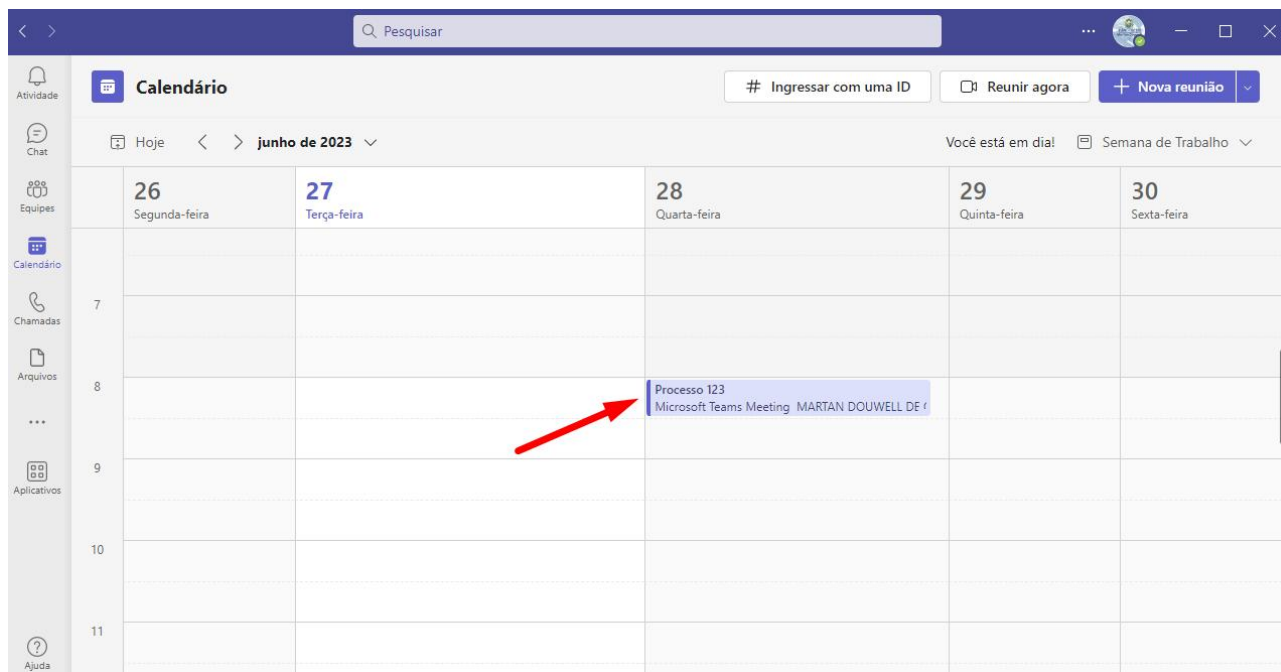 Pesquisar
Atividade
Chat
Equipes
Calendário
Chamadas
Arquivos
Aplicativos
Ajuda
Calendário
# Ingressar com uma ID
Reunir agora
Nova reunião
Hoje
junho de 2023
Você está em dia!
Semana de Trabalho
26
Segunda-feira
27
Terça-feira
28
Quarta-feira
29
Quinta-feira
30
Sexta-feira
7
8
Processo 123
Microsoft Teams Meeting MARTAN DOUWELL DE
9
10
11